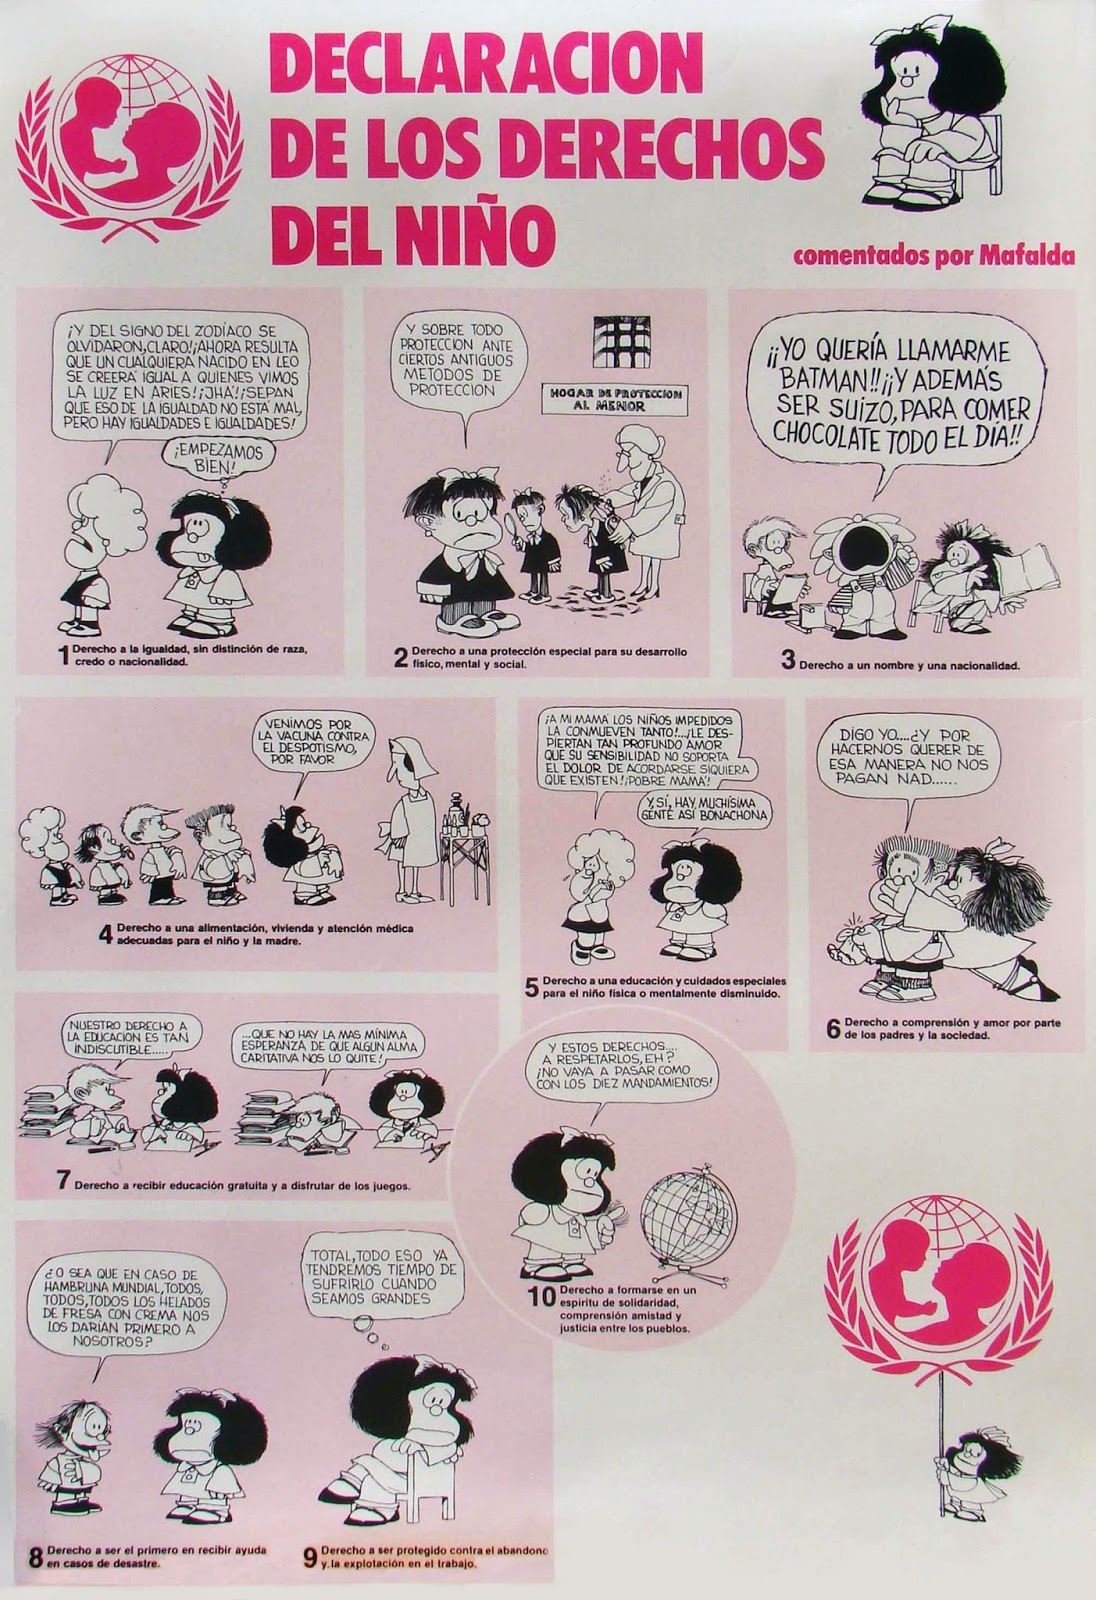 DECLARACION
DE LOS DERECHOS
DEL NIÑO
comentados por Mafalda
¡Y DEL SIGNO DEL ZODÍACO SE
OLVIDARON, CLARO! ¡AHORA RESULTA
QUE UN CUALQUIERA NACIDO EN LEO
SE CREERÁ IGUAL A QUIENES VIMOS
LA LUZ EN ARIES! ¡JHÁ! ¡SEPAN
QUE ESO DE LA IGUALDAD NO ESTÁ MAL,
PERO HAY IGUALDADES E IGUALDADES!
¡EMPEZAMOS
BIEN!
1 Derecho a la igualdad, sin distinción de raza,
credo o nacionalidad.
Y SOBRE TODO
PROTECCION ANTE
CIERTOS ANTIGUOS
METODOS DE
PROTECCION
HOGAR DE PROTECCION
AL MENOR
2 Derecho a una protección especial para su desarrollo
físico, mental y social.
¡¡YO QUERÍA LLAMARME
BATMAN!! ¡¡Y ADEMÁS
SER SUIZO, PARA COMER
CHOCOLATE TODO EL DÍA!!
3 Derecho a un nombre y una nacionalidad.
VENIMOS POR
LA VACUNA CONTRA
EL DESPOTISMO,
POR FAVOR
4 Derecho a una alimentación, vivienda y atención médica
adecuadas para el niño y la madre.
¡A MI MAMÁ LOS NIÑOS IMPEDIDOS
LA CONMUEVEN TANTO!...¡LE DES-
PIERTAN TAN PROFUNDO AMOR
QUE SU SENSIBILIDAD NO SOPORTA
EL DOLOR DE ACORDARSE SIQUIERA
QUE EXISTEN! ¡POBRE MAMÁ!
Y, SÍ, HAY MUCHÍSIMA
GENTE ASÍ BONACHONA
5 Derecho a una educación y cuidados especiales
para el niño física o mentalmente disminuido.
DIGO YO....¿Y POR
HACERNOS QUERER DE
ESA MANERA NO NOS
PAGAN NAD......
6 Derecho a comprensión y amor por parte
de los padres y la sociedad.
NUESTRO DERECHO A
LA EDUCACION ES TAN
INDISCUTIBLE.....
...QUE NO HAY LA MAS MÍNIMA
ESPERANZA DE QUE ALGUN ALMA
CARITATIVA NOS LO QUITE!
7 Derecho a recibir educación gratuita y a disfrutar de los juegos.
¿O SEA QUE EN CASO DE
HAMBRUNA MUNDIAL, TODOS,
TODOS, TODOS LOS HELADOS
DE FRESA CON CREMA NOS
LOS DARÍAN PRIMERO A
NOSOTROS?
8 Derecho a ser el primero en recibir ayuda
en casos de desastre.
TOTAL, TODO ESO YA
TENDREMOS TIEMPO DE
SUFRIRLO CUANDO
SEAMOS GRANDES
9 Derecho a ser protegido contra el abandono
y la explotación en el trabajo.
Y ESTOS DERECHOS....
A RESPETARLOS, EH?
¡NO VAYA A PASAR COMO
CON LOS DIEZ MANDAMIENTOS!
10 Derecho a formarse en un
espíritu de solidaridad,
comprensión amistad y
justicia entre los pueblos.